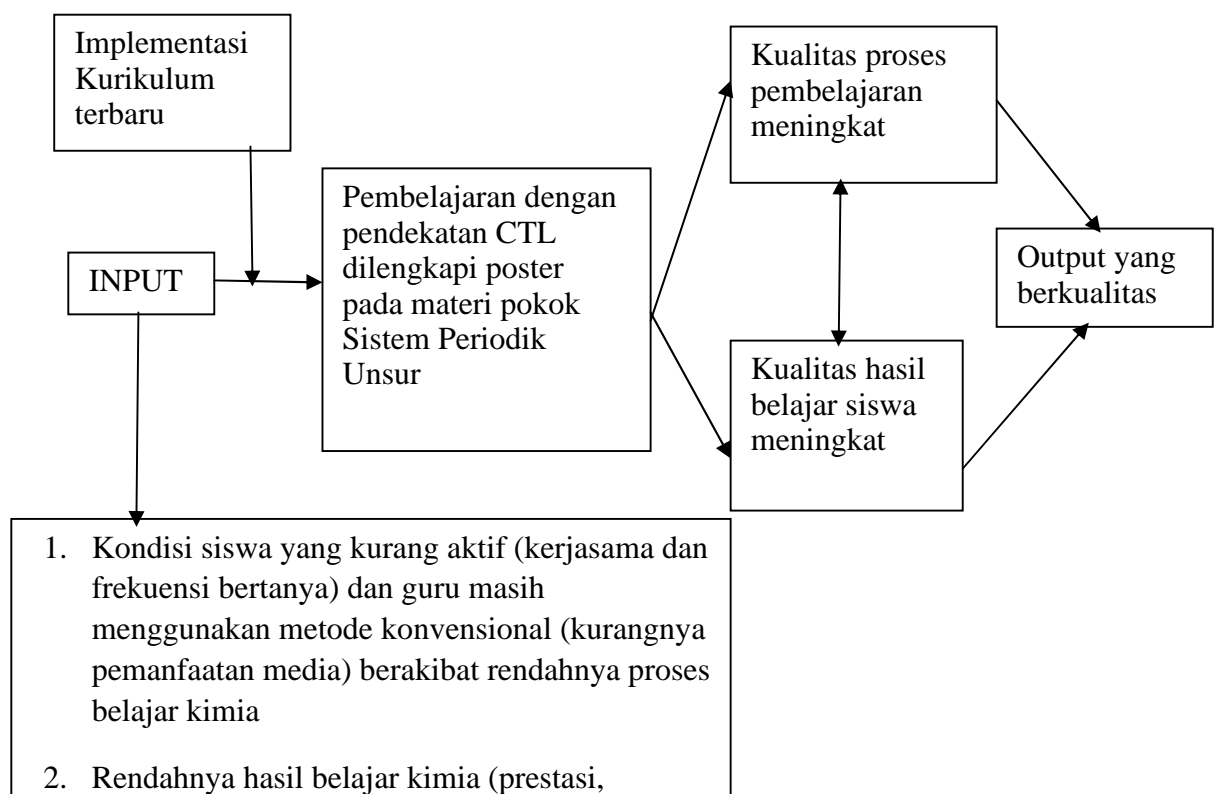 Implementasi
Kurikulum
terbaru
Kualitas proses
pembelajaran
meningkat
Pembelajaran dengan
pendekatan CTL
dilengkapi poster
pada materi pokok
Sistem Periodik
Unsur
INPUT
Output yang
berkualitas
Kualitas hasil
belajar siswa
meningkat
1. Kondisi siswa yang kurang aktif (kerjasama dan
frekuensi bertanya) dan guru masih
menggunakan metode konvensional (kurangnya
pemanfaatan media) berakibat rendahnya proses
belajar kimia
2. Rendahnya hasil belajar kimia (prestasi,